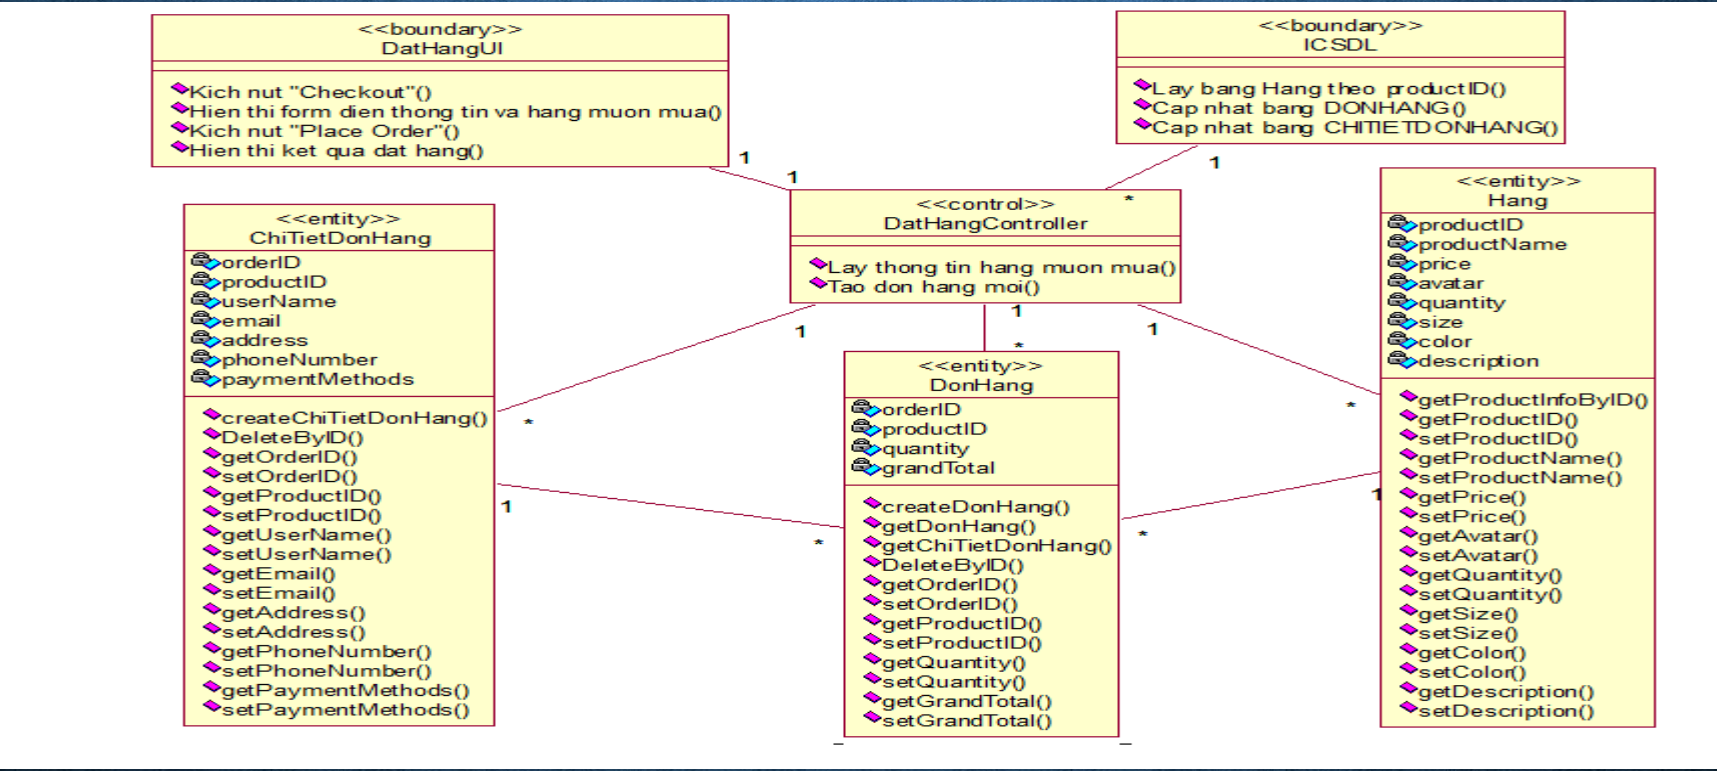 <<boundary>>
DatHangUI
Kich nut "Checkout"()
Hien thi form dien thong tin va hang muon mua()
Kich nut "Place Order"()
Hien thi ket qua dat hang()
<<boundary>>
ICSDL
Lay bang Hang theo productID()
Cap nhat bang DONHANG()
Cap nhat bang CHITIETDONHANG()
1
1
1
*
<<control>>
DatHangController
Lay thong tin hang muon mua()
Tao don hang moi()
1
1
1
*
*
*
<<entity>>
ChiTietDonHang
orderID
productID
userName
email
address
phoneNumber
paymentMethods
createChiTietDonHang()
DeleteByID()
getOrderID()
setOrderID()
getProductID()
setProductID()
getUserName()
setUserName()
getEmail()
setEmail()
getAddress()
setAddress()
getPhoneNumber()
setPhoneNumber()
getPaymentMethods()
setPaymentMethods()
1
*
<<entity>>
DonHang
orderID
productID
quantity
grandTotal
createDonHang()
getDonHang()
getChiTietDonHang()
DeleteByID()
getOrderID()
setOrderID()
getProductID()
setProductID()
getQuantity()
setQuantity()
getGrandTotal()
setGrandTotal()
*
1
<<entity>>
Hang
productID
productName
price
avatar
quantity
size
color
description
getProductInfoByID()
getProductID()
setProductID()
getProductName()
setProductName()
getPrice()
setPrice()
getAvatar()
setAvatar()
getQuantity()
setQuantity()
getSize()
setSize()
getColor()
setColor()
getDescription()
setDescription()